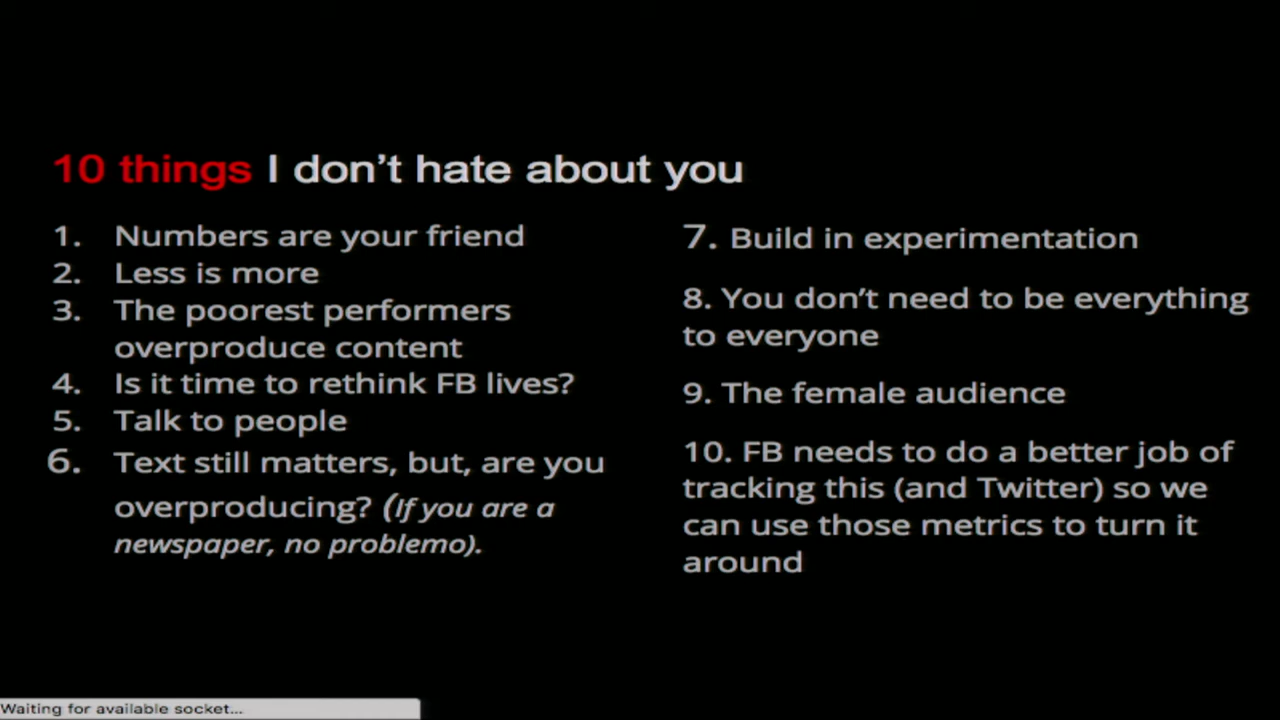 10 things I don't hate about you
1. Numbers are your friend
2. Less is more
3. The poorest performers
overproduce content
4. Is it time to rethink FB lives?
5. Talk to people
6. Text still matters, but, are you
overproducing? (If you are a
newspaper, no problemo).
7. Build in experimentation
8. You don't need to be everything
to everyone
9. The female audience
10. FB needs to do a better job of
tracking this (and Twitter) so we
can use those metrics to turn it
around
Waiting for available socket...